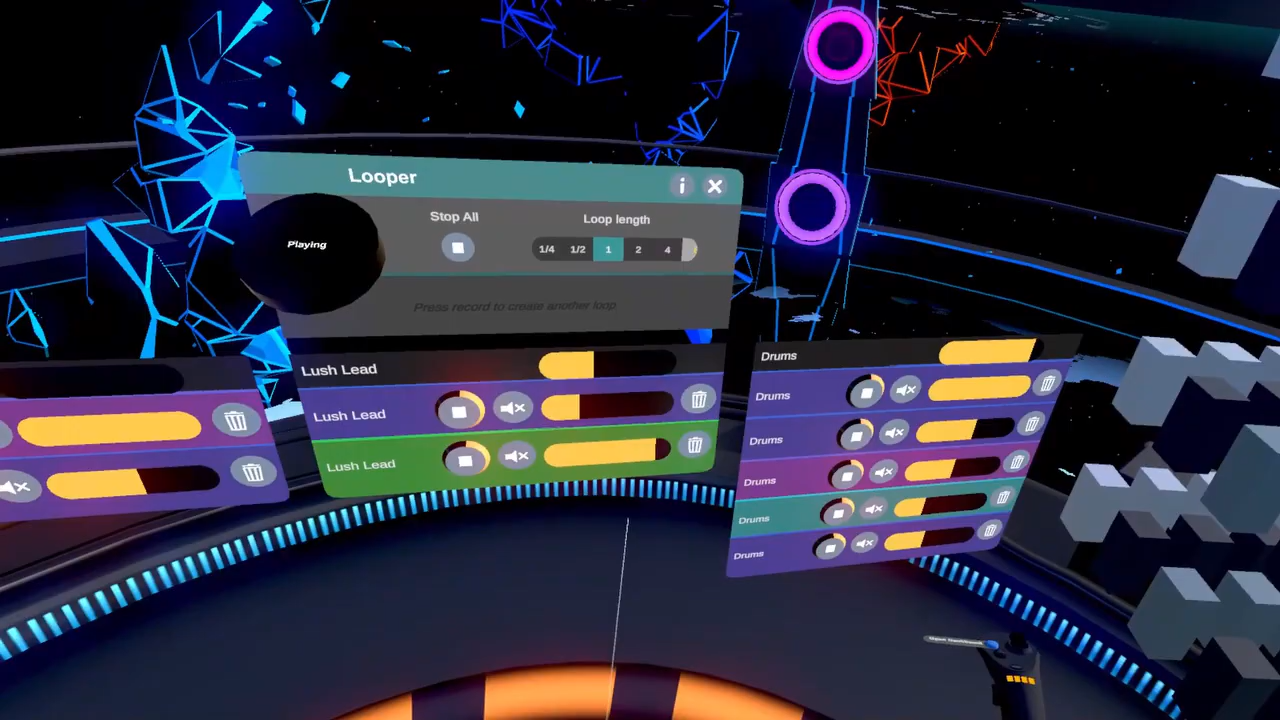 Looper
i
Stop All
Loop length
1/4 1/2 1 2 4
Playing
Press record to create another loop
Lush Lead
Lush Lead
Lush Lead
Drums
Drums
Drums
Drums
Drums
Drums